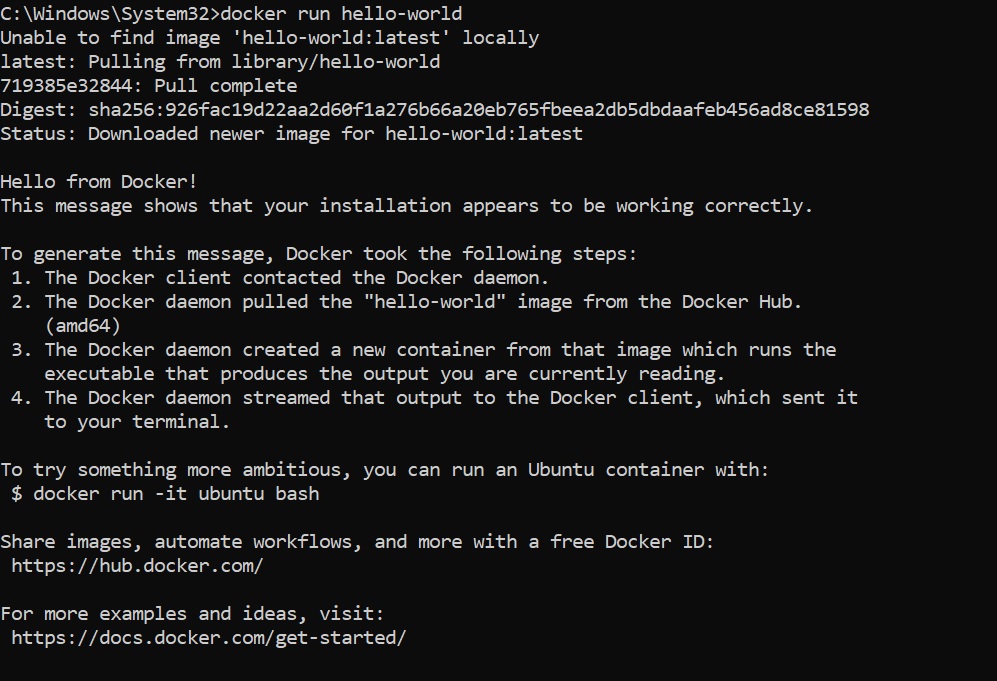 C:\Windows\System32>docker run hello-world
Unable to find image 'hello-world:latest' locally
latest: Pulling from library/hello-world
719385e32844: Pull complete
Digest: sha256:926fac19d22aa2d60f1a276b66a20eb765fbeea2db5dbdaafeb456ad8ce81598
Status: Downloaded newer image for hello-world:latest

Hello from Docker!
This message shows that your installation appears to be working correctly.

To generate this message, Docker took the following steps:
 1. The Docker client contacted the Docker daemon.
 2. The Docker daemon pulled the "hello-world" image from the Docker Hub.
    (amd64)
 3. The Docker daemon created a new container from that image which runs the
    executable that produces the output you are currently reading.
 4. The Docker daemon streamed that output to the Docker client, which sent it
    to your terminal.

To try something more ambitious, you can run an Ubuntu container with:
 $ docker run -it ubuntu bash

Share images, automate workflows, and more with a free Docker ID:
 https://hub.docker.com/

For more examples and ideas, visit:
 https://docs.docker.com/get-started/